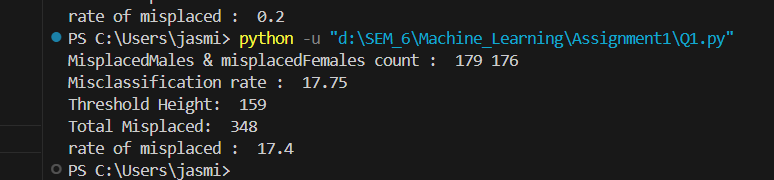 rate of misplaced :  0.2
PS C:\Users\jasmi> python -u "d:\SEM_6\Machine_Learning\Assignment1\Q1.py"
MisplacedMales & misplacedFemales count :  179 176
Misclassification rate :  17.75
Threshold Height:  159
Total Misplaced:  348
rate of misplaced :  17.4
PS C:\Users\jasmi>